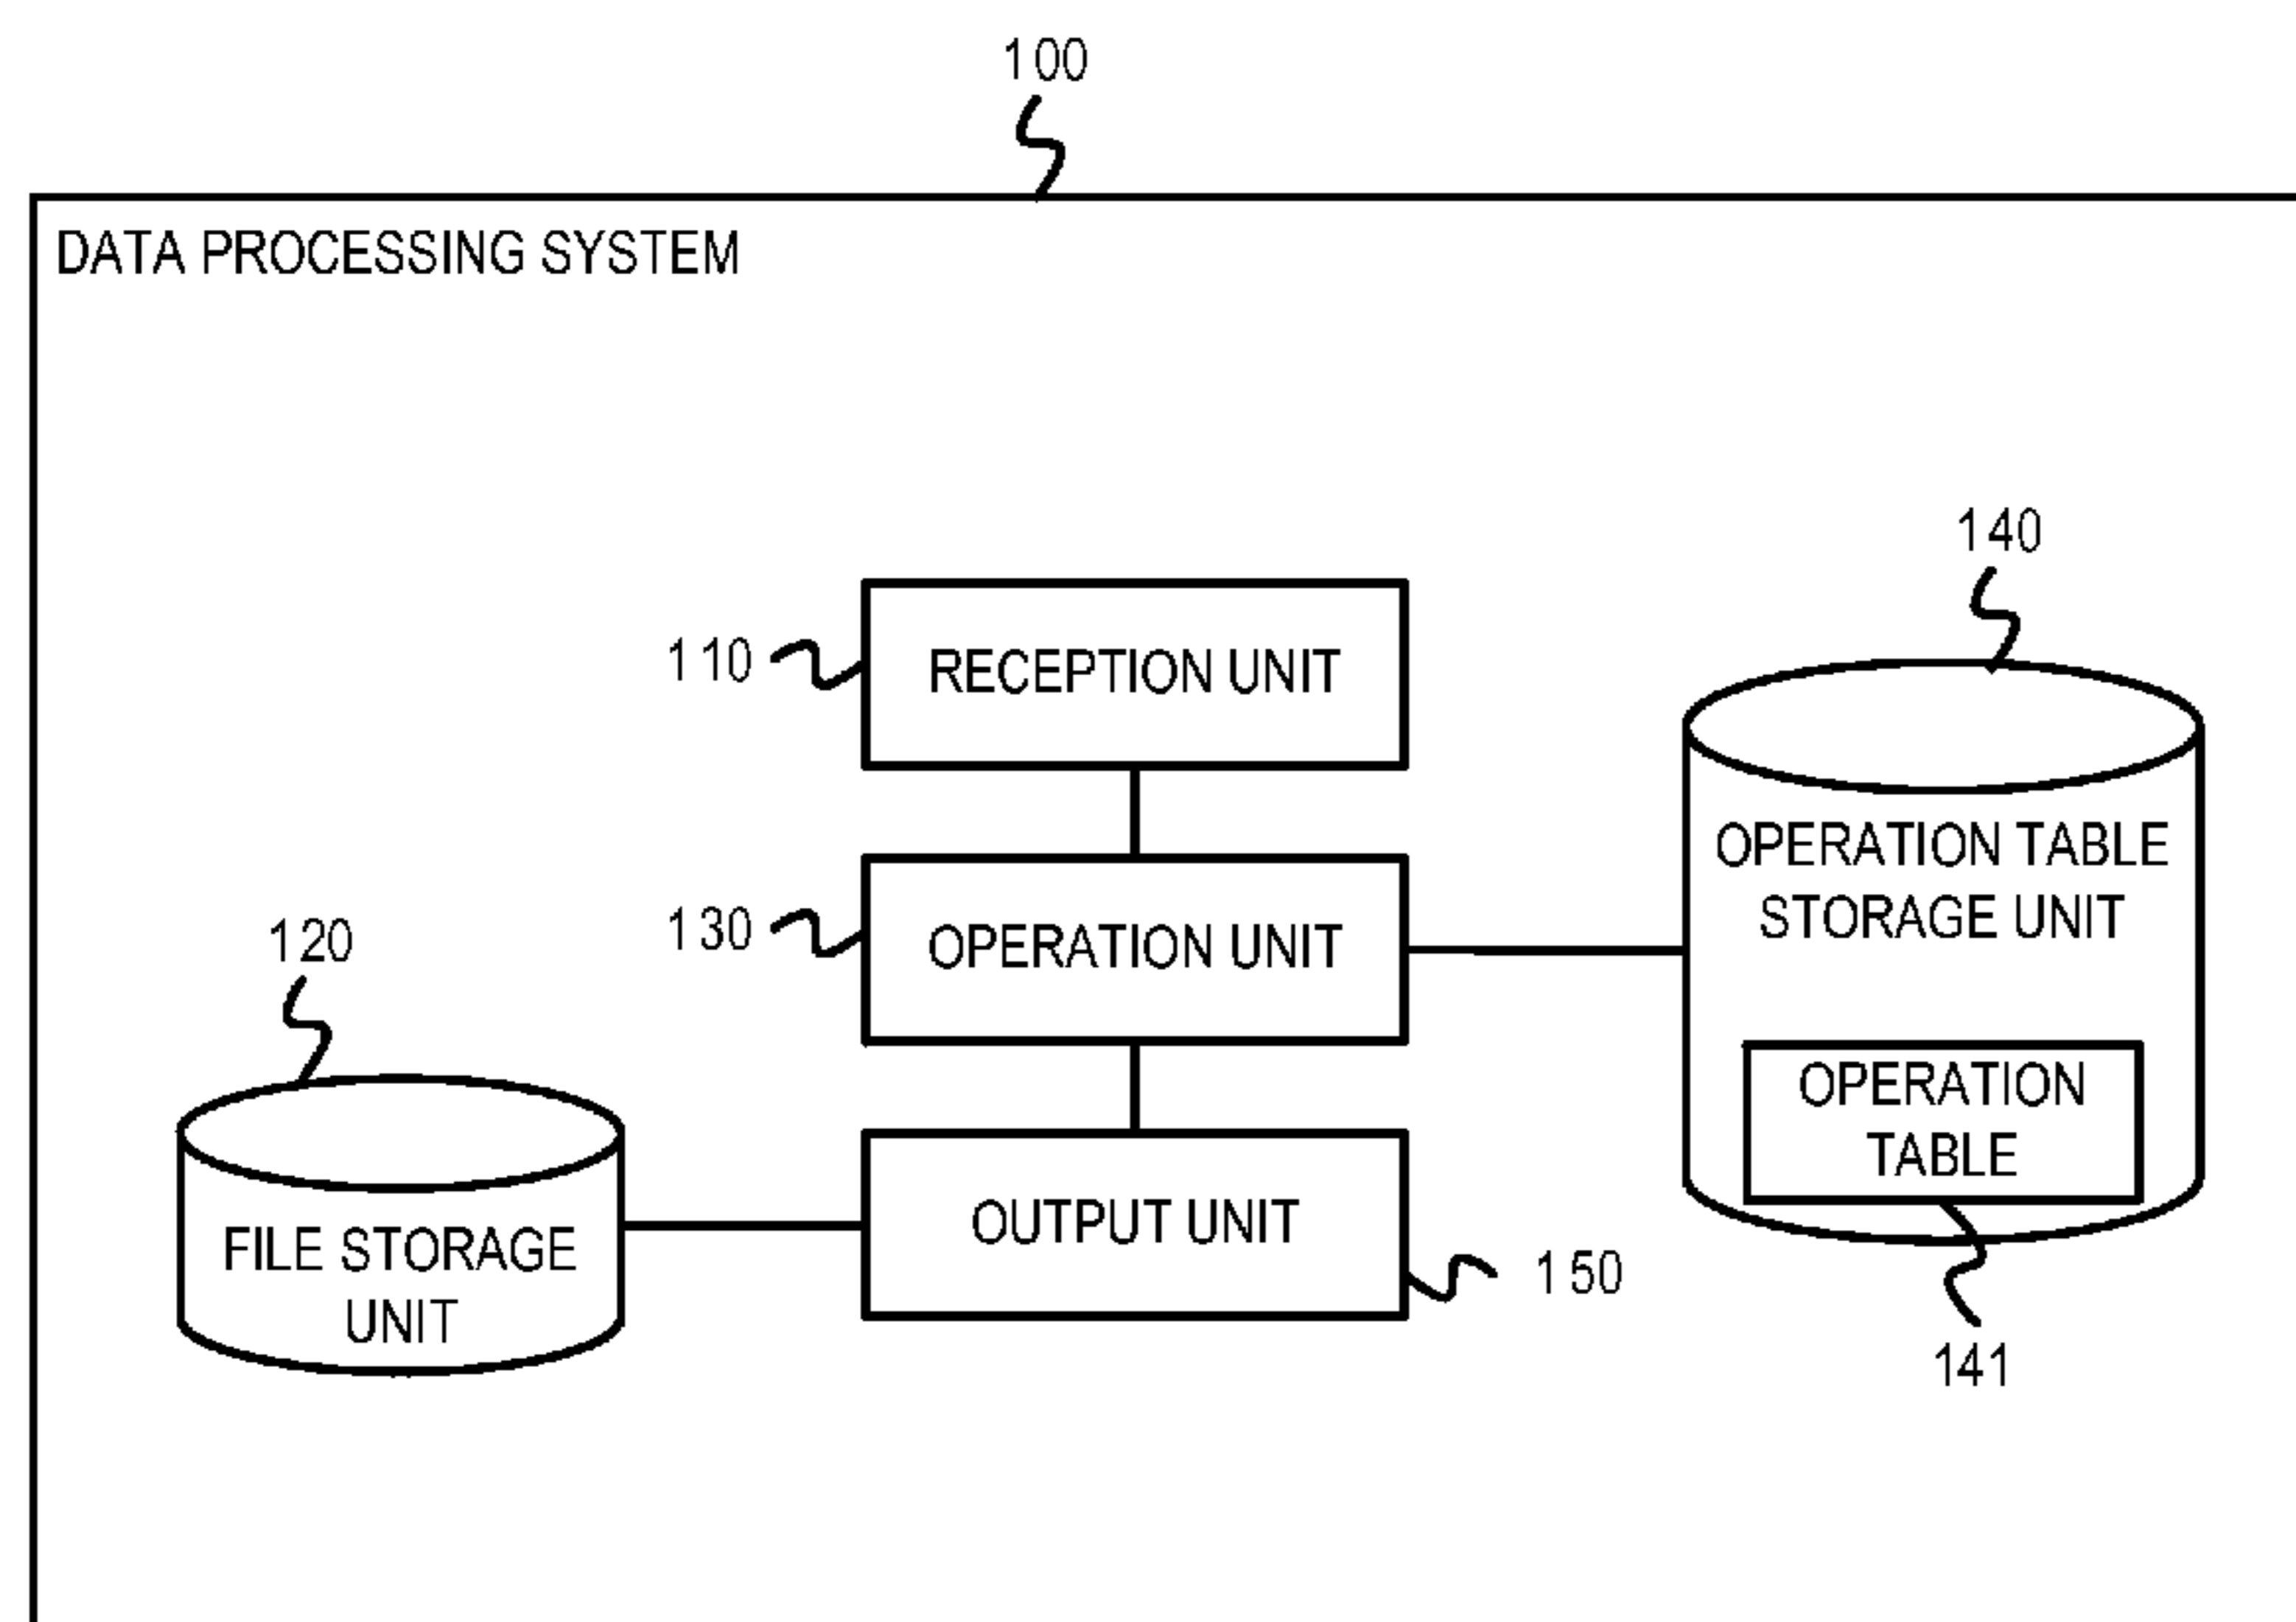 100
DATA PROCESSING SYSTEM
140
110
RECEPTION UNIT
OPERATION TABLE
STORAGE UNIT
130
OPERATION UNIT
120
OPERATION
TABLE
FILE STORAGE
UNIT
OUTPUT UNIT
150
141